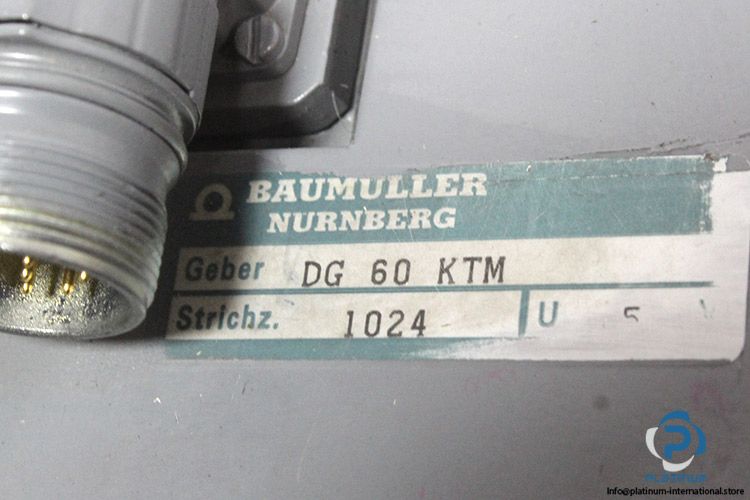 BAUMULLER
NURNBERG
Geber DG 60 KTM
Strichz. 1024 U 5
PLATINUM
Info@platinum-international.store